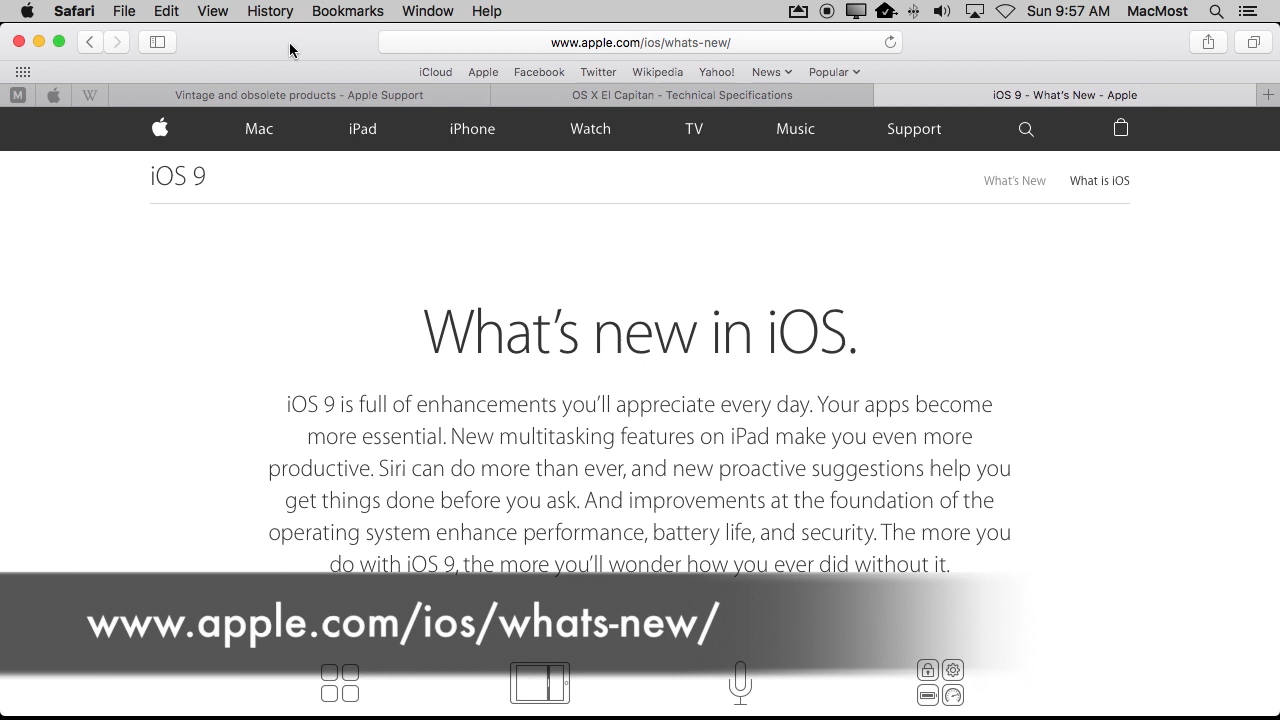 Safari File Edit View History Bookmarks Window Help Sun 9:57 AM MacMost
www.apple.com/ios/whats-new/
iCloud Apple Facebook Twitter Wikipedia Yahoo! News Popular
M W Vintage and obsolete products - Apple Support OS X El Capitan - Technical Specifications iOS 9 - What's New - Apple
Mac iPad iPhone Watch TV Music Support
iOS 9 What's New What is iOS
What's new in iOS.
iOS 9 is full of enhancements you'll appreciate every day. Your apps become
more essential. New multitasking features on iPad make you even more
productive. Siri can do more than ever, and new proactive suggestions help you
get things done before you ask. And improvements at the foundation of the
operating system enhance performance, battery life, and security. The more you
do with iOS 9, the more you'll wonder how you ever did without it.
www.apple.com/ios/whats-new/